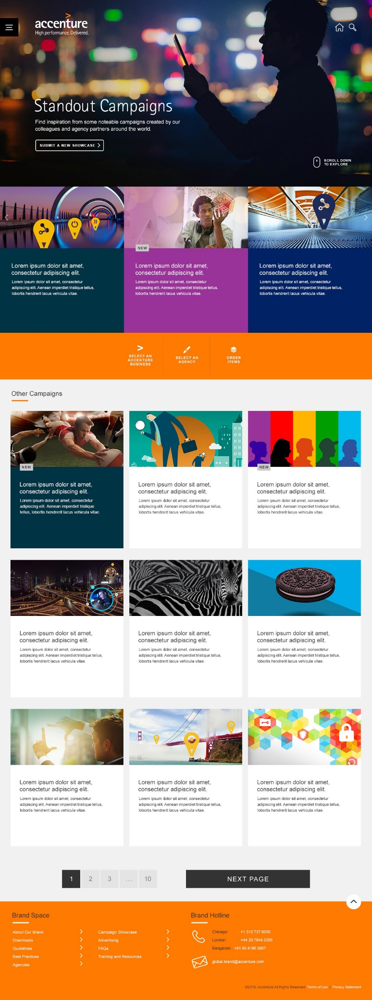 accenture
High performance. Delivered.
Standout Campaigns
Find inspiration from some noteable campaigns created by our
colleagues and agency partners around the world.
SUBMIT A NEW SHOWCASE
SCROLL DOWN
TO EXPLORE
Lorem ipsum dolor sit amet,
consectetur adipiscing elit.
Lorem ipsum dolor sit amet, consectetur
adipiscing elit. Aenean imperdiet tristique tellus,
lobortis hendrerit lacus vehicula vitae.
NEW
Lorem ipsum dolor sit amet,
consectetur adipiscing elit.
Lorem ipsum dolor sit amet, consectetur
adipiscing elit. Aenean imperdiet tristique tellus,
lobortis hendrerit lacus vehicula vitae.
Lorem ipsum dolor sit amet,
consectetur adipiscing elit.
Lorem ipsum dolor sit amet, consectetur
adipiscing elit. Aenean imperdiet tristique tellus,
lobortis hendrerit lacus vehicula vitae.
SELECT AN
ACCENTURE
BUSINESS
SELECT AN
AGENCY
ORDER
ITEMS
Other Campaigns
NEW
Lorem ipsum dolor sit amet,
consectetur adipiscing elit.
Lorem ipsum dolor sit amet, consectetur
adipiscing elit. Aenean imperdiet tristique
tellus, lobortis hendrerit lacus vehicula vitae.
Lorem ipsum dolor sit amet,
consectetur adipiscing elit.
Lorem ipsum dolor sit amet, consectetur
adipiscing elit. Aenean imperdiet tristique tellus,
lobortis hendrerit lacus vehicula vitae.
NEW
Lorem ipsum dolor sit amet,
consectetur adipiscing elit.
Lorem ipsum dolor sit amet, consectetur
adipiscing elit. Aenean imperdiet tristique tellus,
lobortis hendrerit lacus vehicula vitae.
Lorem ipsum dolor sit amet,
consectetur adipiscing elit.
Lorem ipsum dolor sit amet, consectetur
adipiscing elit. Aenean imperdiet tristique tellus,
lobortis hendrerit lacus vehicula vitae.
Lorem ipsum dolor sit amet,
consectetur adipiscing elit.
Lorem ipsum dolor sit amet, consectetur
adipiscing elit. Aenean imperdiet tristique tellus,
lobortis hendrerit lacus vehicula vitae.
Lorem ipsum dolor sit amet,
consectetur adipiscing elit.
Lorem ipsum dolor sit amet, consectetur
adipiscing elit. Aenean imperdiet tristique tellus,
lobortis hendrerit lacus vehicula vitae.
Lorem ipsum dolor sit amet,
consectetur adipiscing elit.
Lorem ipsum dolor sit amet, consectetur
adipiscing elit. Aenean imperdiet tristique tellus,
lobortis hendrerit lacus vehicula vitae.
Lorem ipsum dolor sit amet,
consectetur adipiscing elit.
Lorem ipsum dolor sit amet, consectetur
adipiscing elit. Aenean imperdiet tristique tellus,
lobortis hendrerit lacus vehicula vitae.
Lorem ipsum dolor sit amet,
consectetur adipiscing elit.
Lorem ipsum dolor sit amet, consectetur
adipiscing elit. Aenean imperdiet tristique tellus,
lobortis hendrerit lacus vehicula vitae.
1 2 3 ... 10
NEXT PAGE
Brand Space
About Our Brand
Downloads
Guidelines
Best Practices
Agencies
Campaign Showcase
Advertising
FAQs
Training and Resources
Brand Hotline
Chicago: +1 312 737 6000
London: +44 20 7844 2255
Bangalore: +91 80 4186 5807
global.brand@accenture.com
©2016, Accenture.All Rights Reserved Terms of Use | Privacy Statement